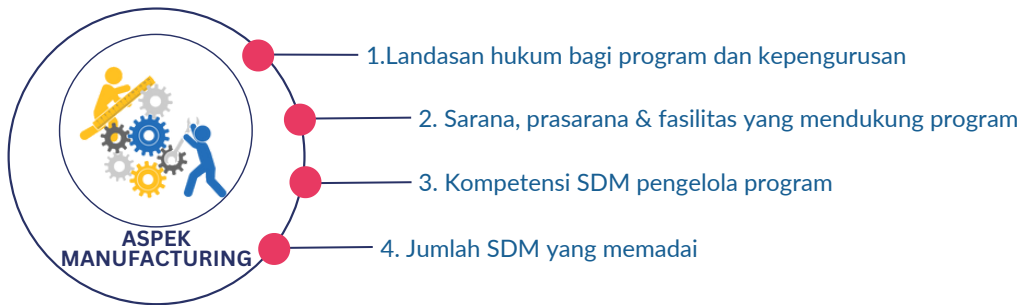 1.Landasan hukum bagi program dan kepengurusan
2. Sarana, prasarana & fasilitas yang mendukung program
3. Kompetensi SDM pengelola program
4. Jumlah SDM yang memadai
ASPEK
MANUFACTURING